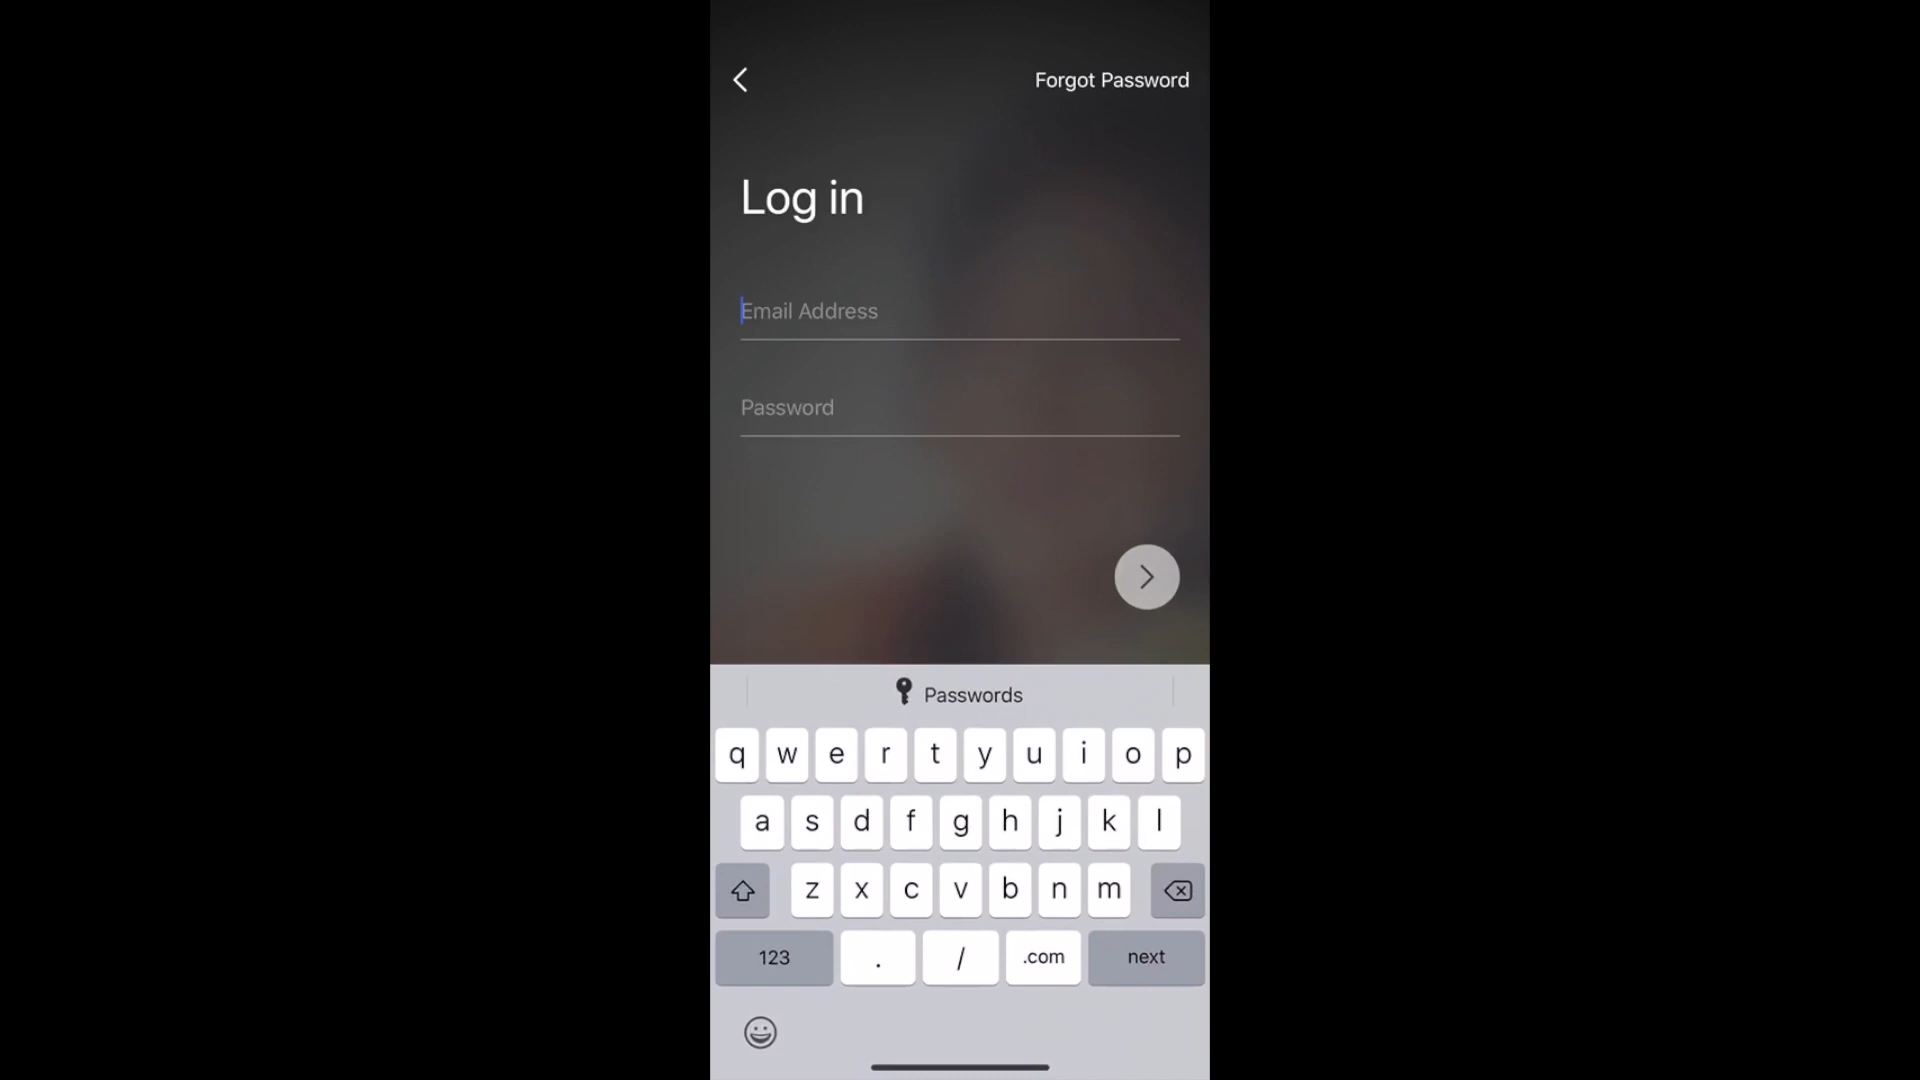 Forgot Password
Log in
Email Address
Password
Passwords
q w e r t y u i o p
a s d f g h j k l
z x c v b n m
123 . / .com next